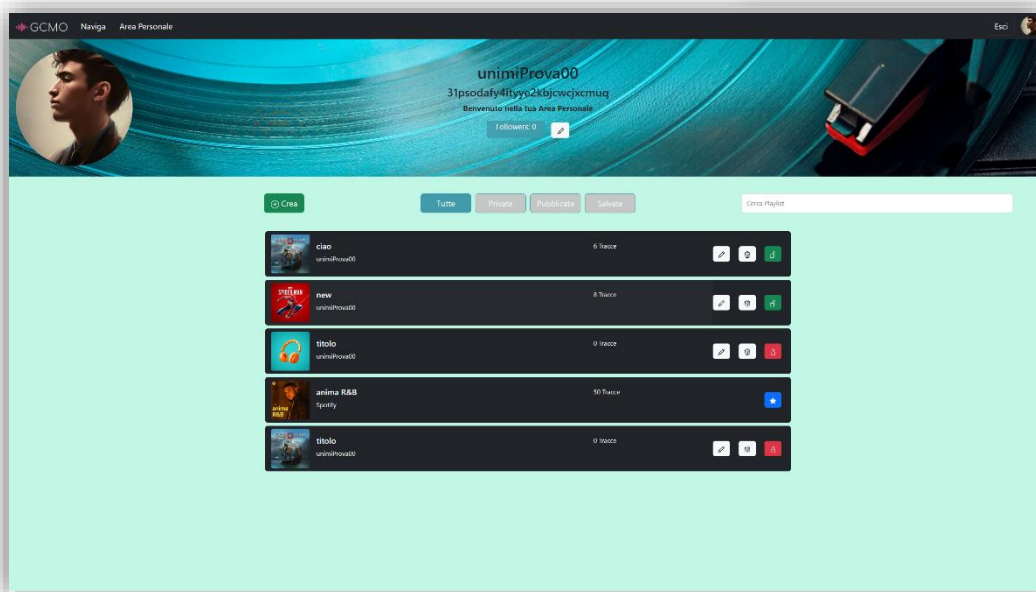 GCMO Naviga Area Personale Esci
unimiProva00
31psodafy4ityye2kbjcwcjxcmuq
Benvenuto nella tua Area Personale
Followers: 0
Crea Tutte Private Pubblicate Salvate Cerca Playlist
ciao 6 Tracce
unimiProva00
new 8 Tracce
unimiProva00
titolo 0 Tracce
unimiProva00
anima R&B 50 Tracce
Spotify
anima
R&B
titolo 0 Tracce
unimiProva00